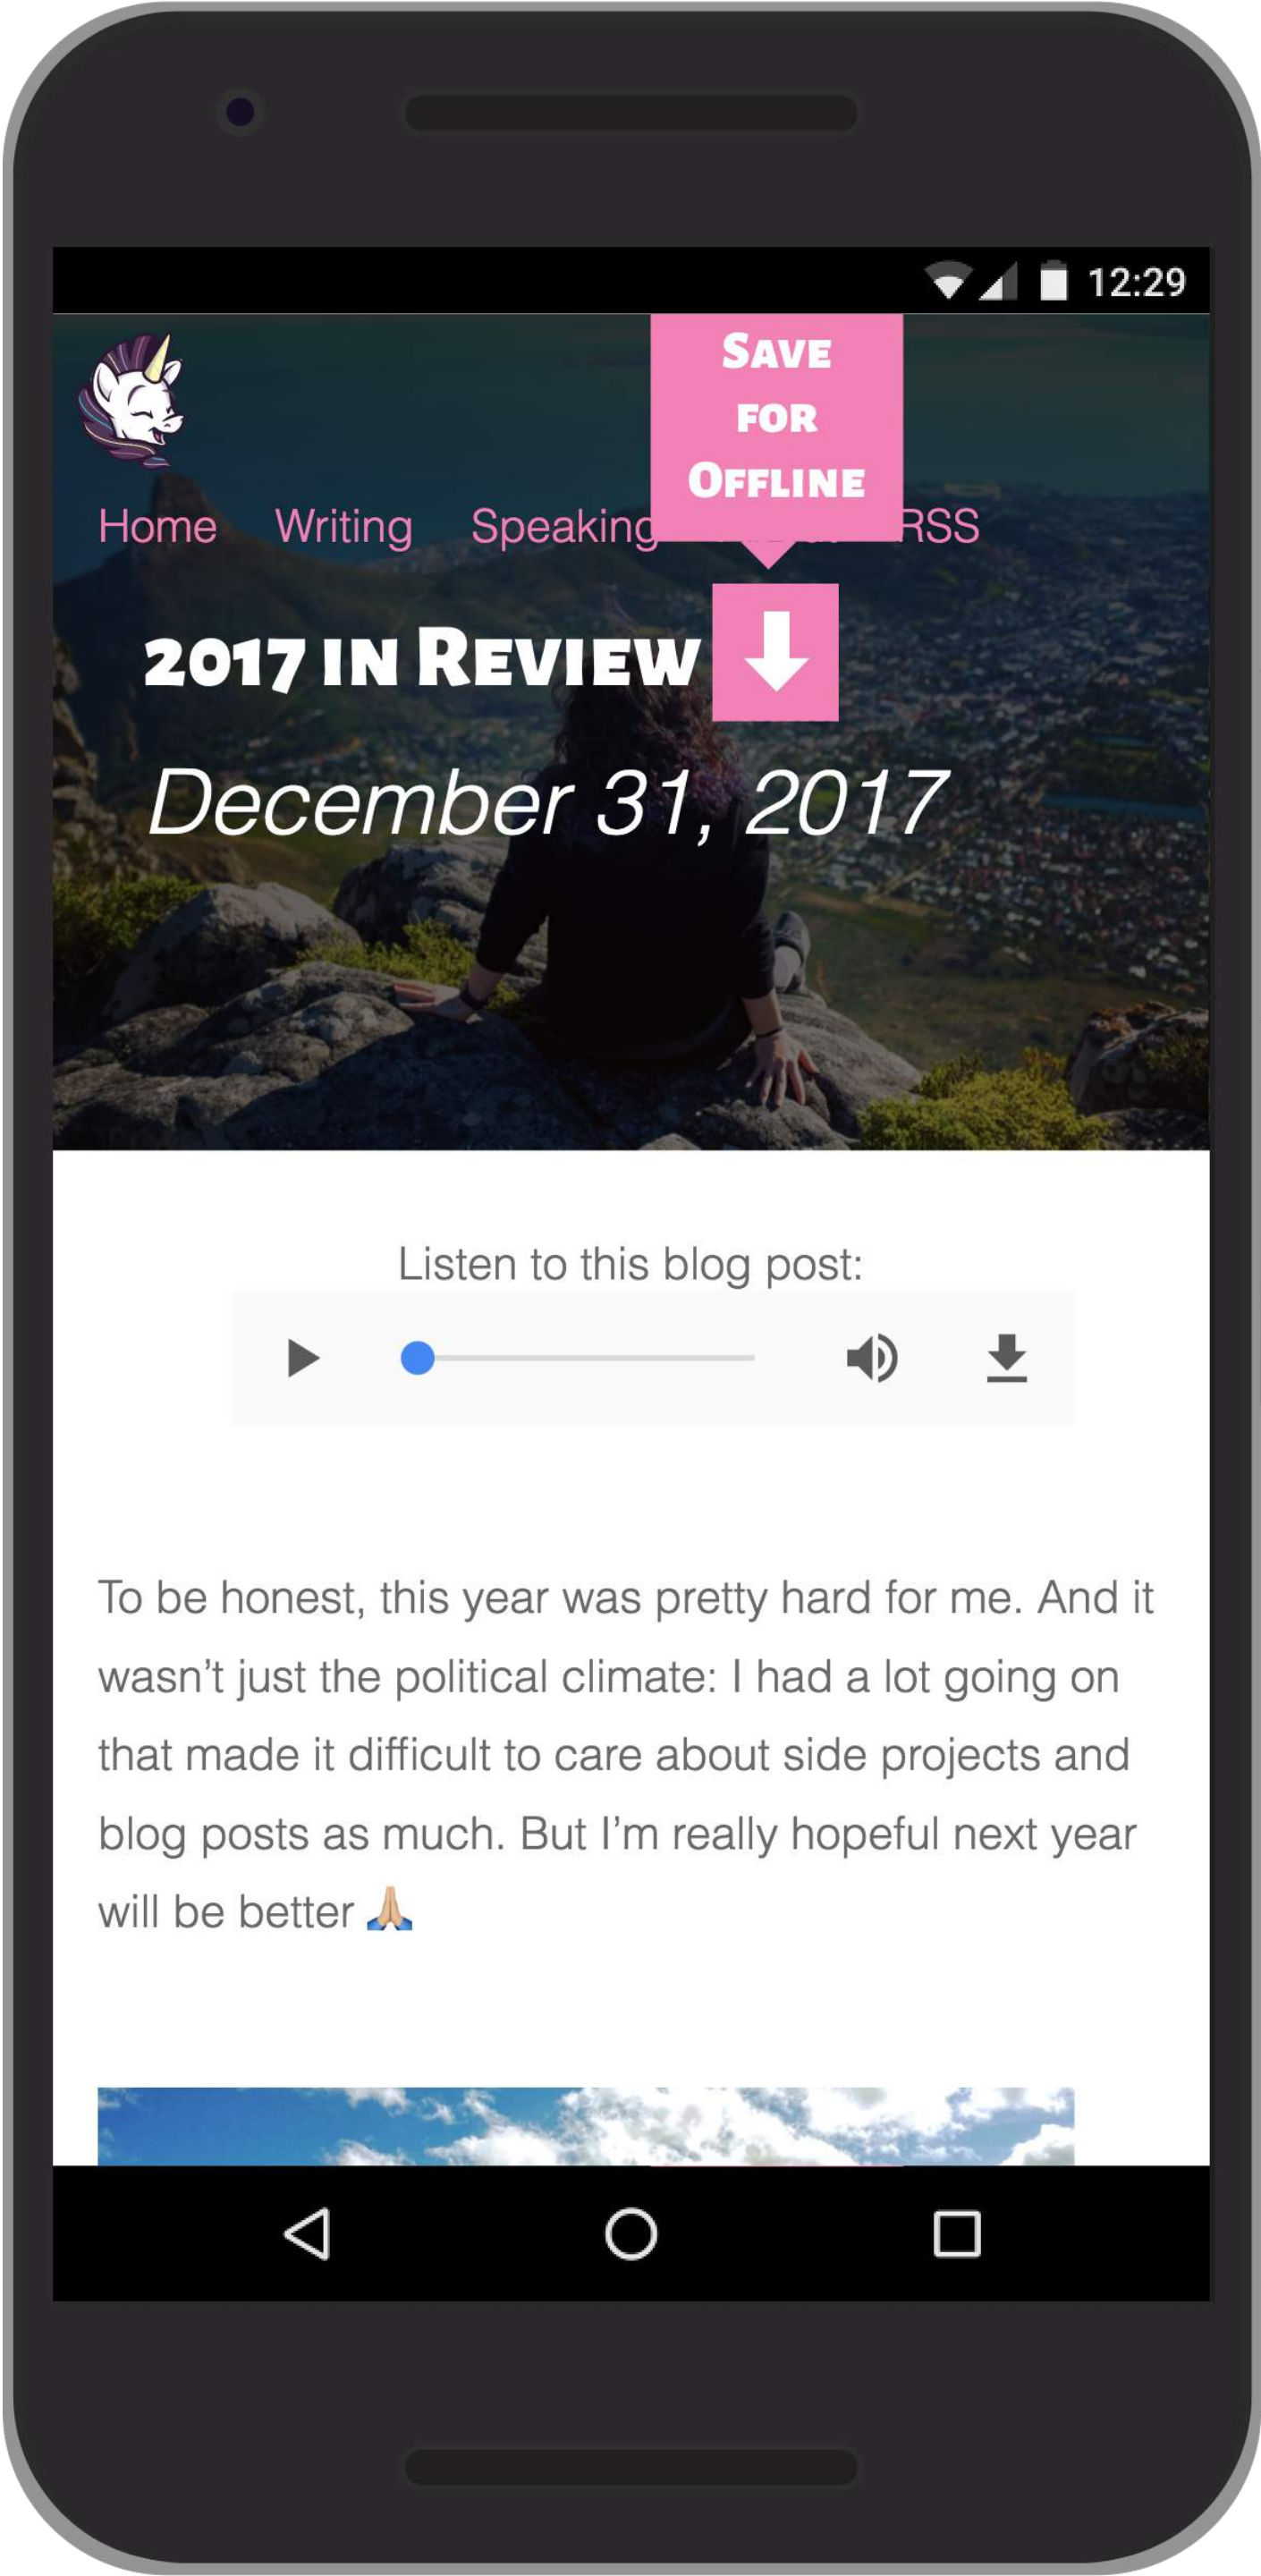 12:29
Save
for
Offline
Home Writing Speaking RSS
2017 in Review
December 31, 2017
Listen to this blog post:
To be honest, this year was pretty hard for me. And it
wasn’t just the political climate: I had a lot going on
that made it difficult to care about side projects and
blog posts as much. But I’m really hopeful next year
will be better 🙏🏼